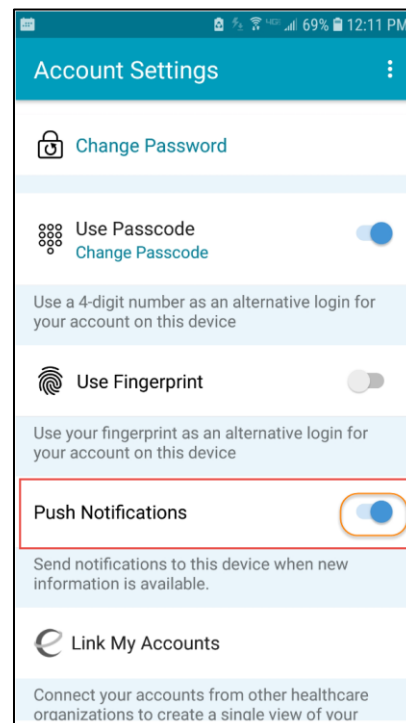 69% 12:11 PM
Account Settings
Change Password
Use Passcode
Change Passcode
Use a 4-digit number as an alternative login for
your account on this device
Use Fingerprint
Use your fingerprint as an alternative login for
your account on this device
Push Notifications
Send notifications to this device when new
information is available.
Link My Accounts
Connect your accounts from other healthcare
organizations to create a single view of your